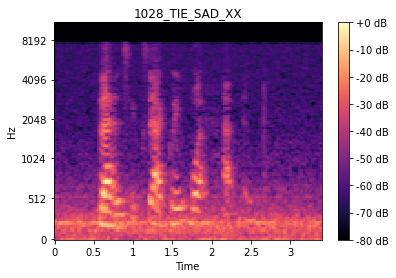 1028_TIE_SAD_XX
Hz
8192
4096
2048
1024
512
0
0 0.5 1 1.5 2 2.5 3
Time
+0 dB
-10 dB
-20 dB
-30 dB
-40 dB
-50 dB
-60 dB
-70 dB
-80 dB